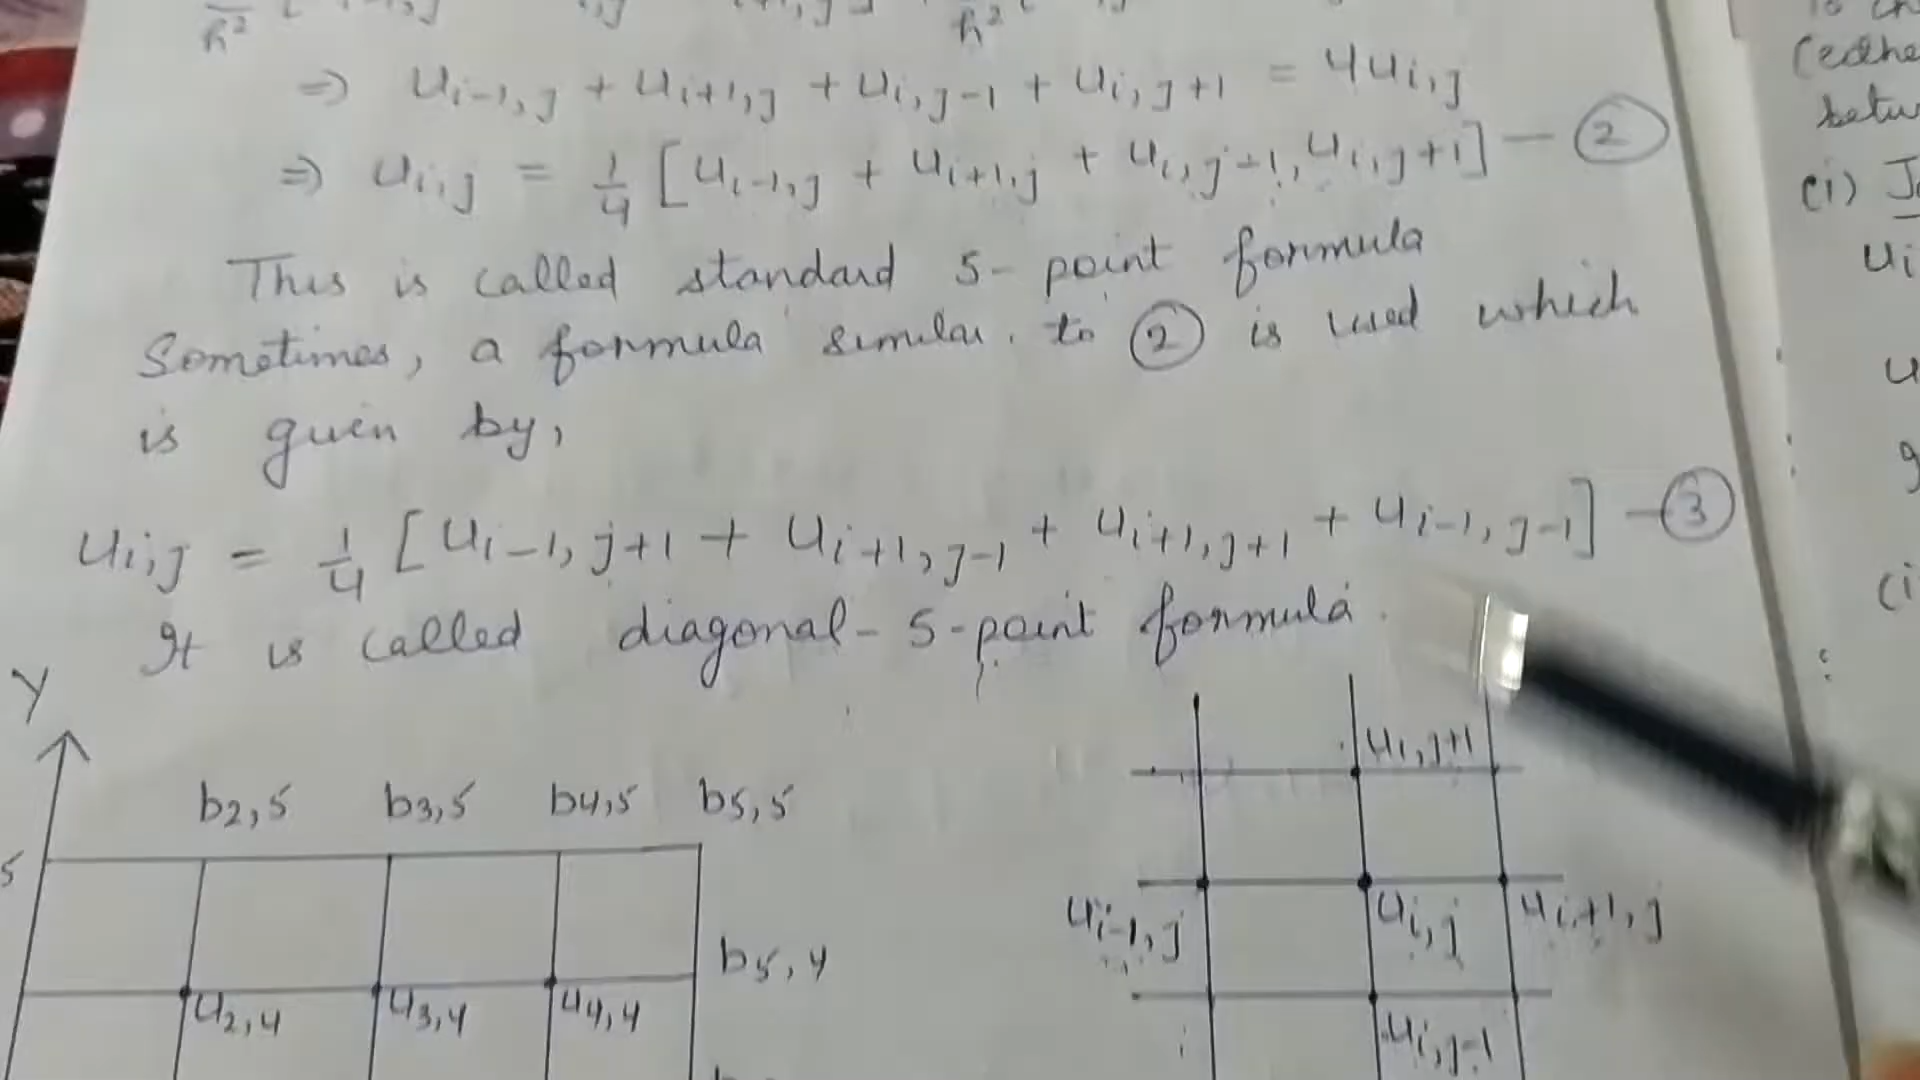 h² h²
⇒ u_{i-1,j} + u_{i+1,j} + u_{i,j-1} + u_{i,j+1} = 4u_{i,j}
⇒ u_{i,j} = 1/4 [u_{i-1,j} + u_{i+1,j} + u_{i,j-1}, u_{i,j+1}] — ②
This is called standard 5-point formula
Sometimes, a formula similar to ② is used which
is given by,
u_{i,j} = 1/4 [u_{i-1,j+1} + u_{i+1,j-1} + u_{i+1,j+1} + u_{i-1,j-1}] — ③
It is called diagonal-5-point formula.
Y
b2,5 b3,5 b4,5 b5,5
5
b5,4
u2,4 u3,4 u4,4
u_{i,j+1}
u_{i-1,j} u_{i,j} u_{i+1,j}
u_{i,j-1}
(i)